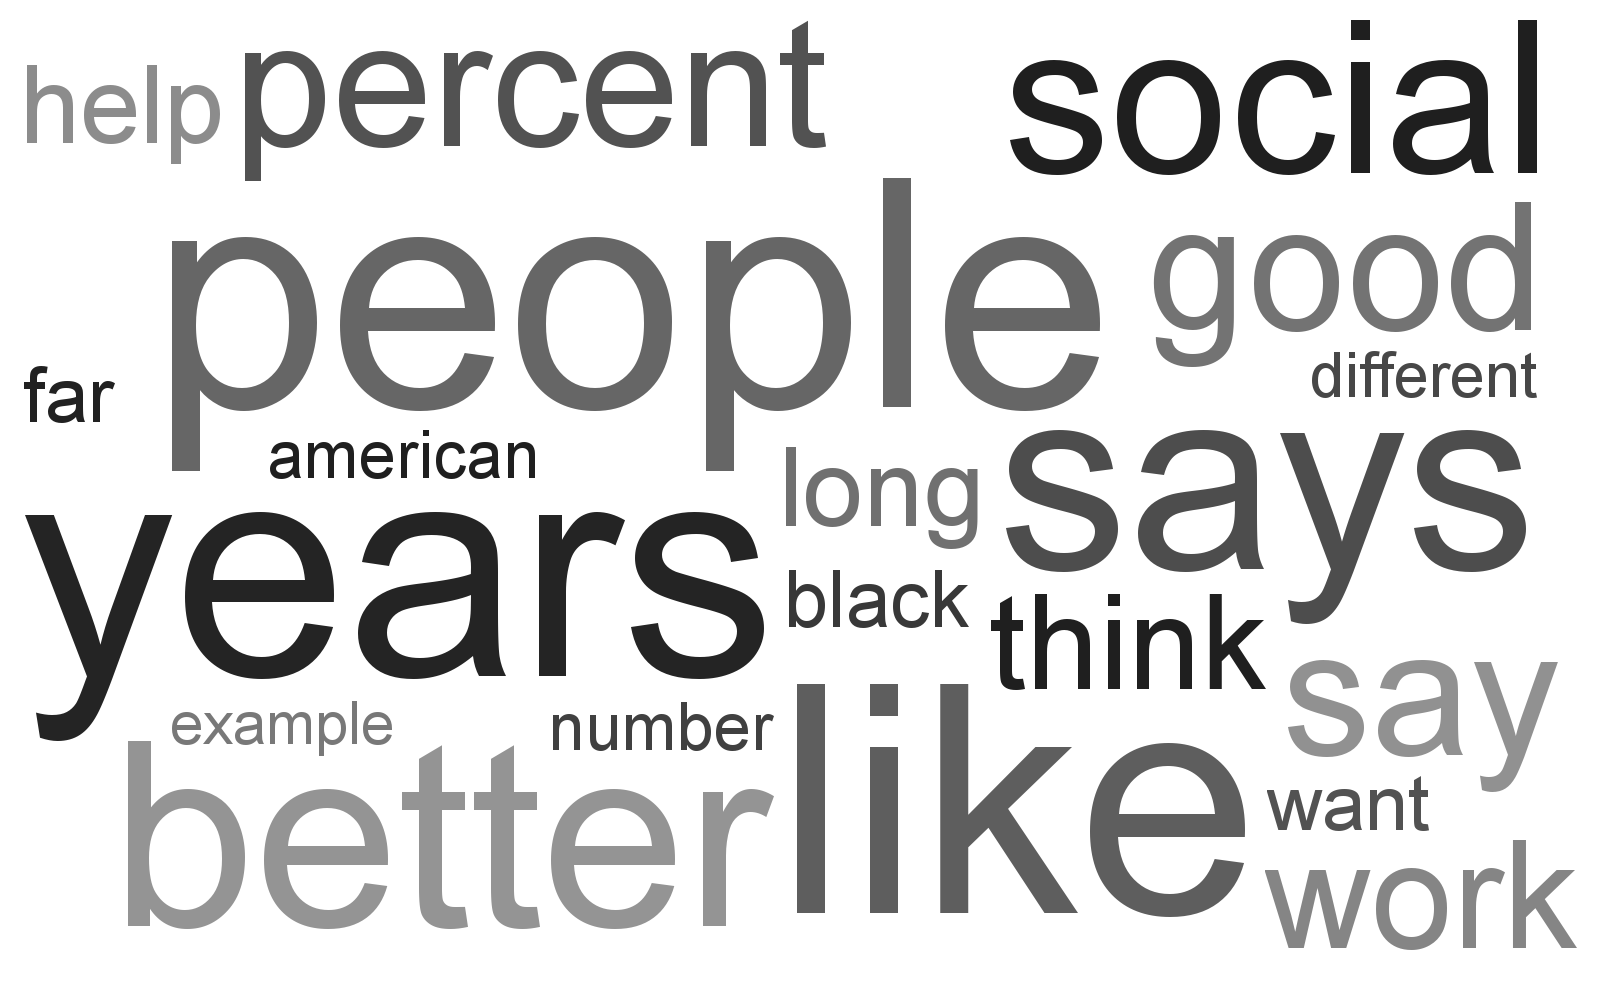 help percent social
people good
far different
american long says
years black think
example number like say
better want
work